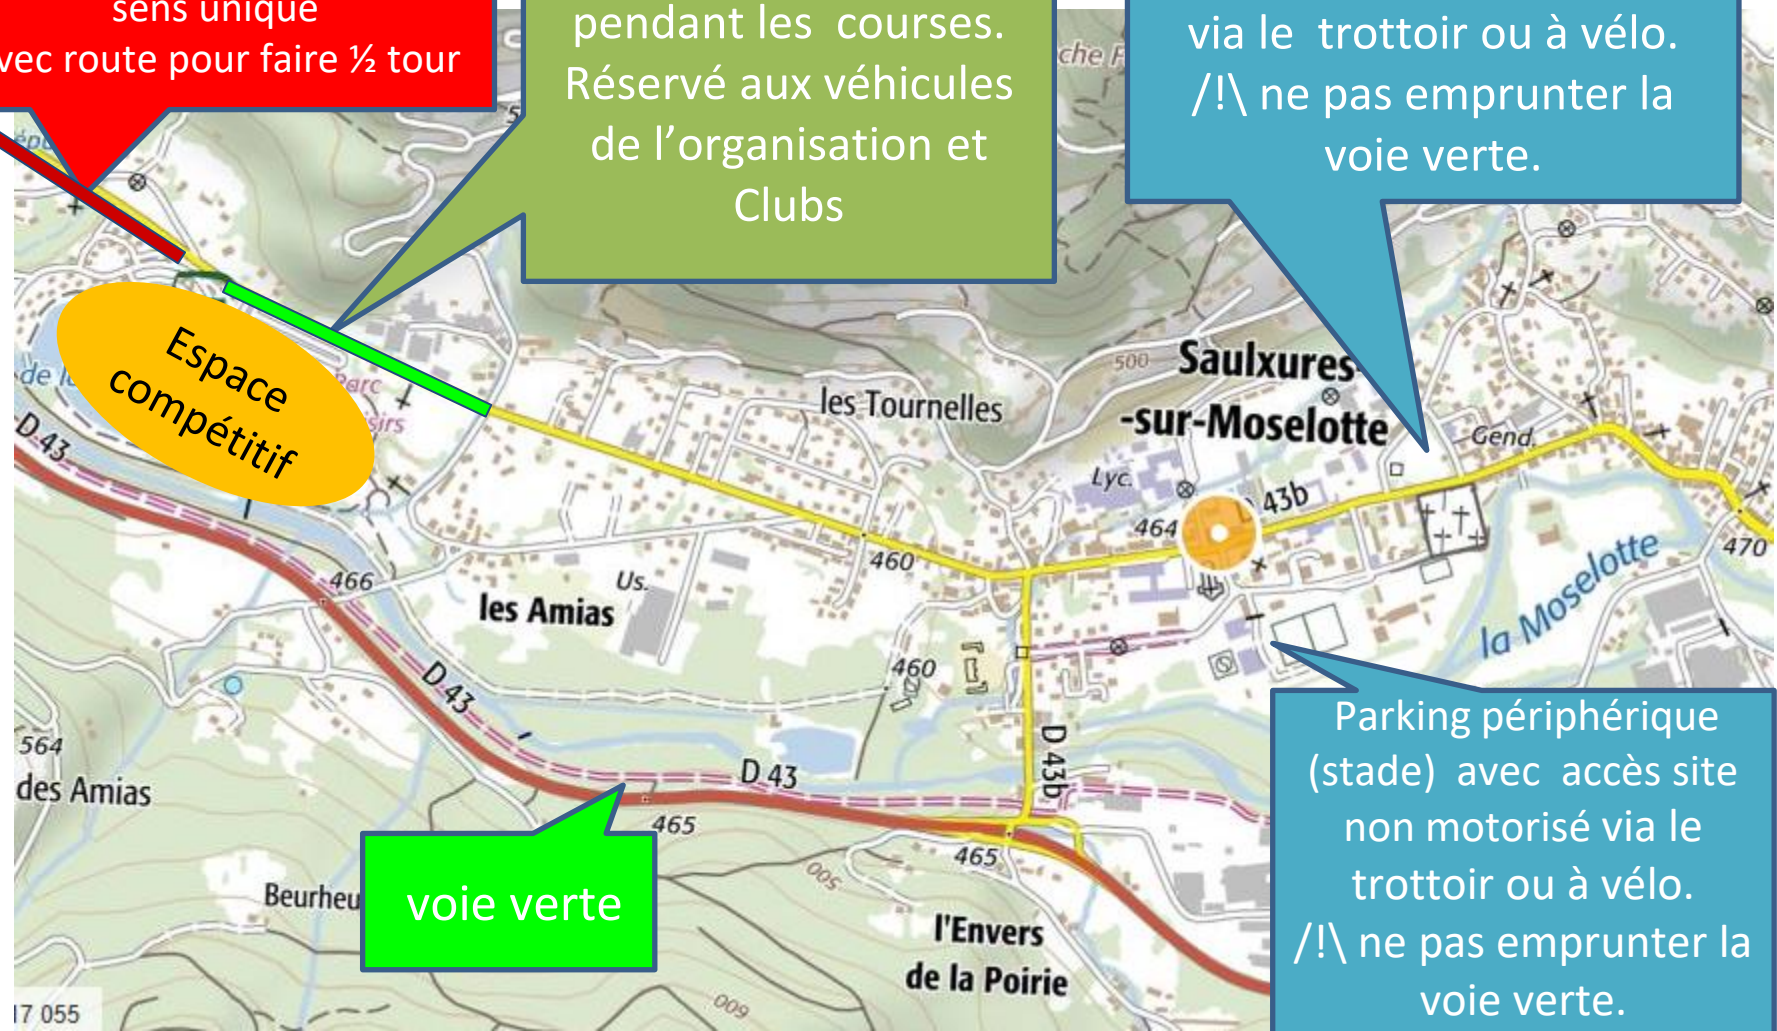 sens unique
vec route pour faire ½ tour
pendant les courses.
Réservé aux véhicules
de l'organisation et
Clubs
via le trottoir ou à vélo.
/!\ ne pas emprunter la
voie verte.
Espace
compétitif
Parc
D 43
les Tournelles
500
Saulxures-
-sur-Moselotte
Gend.
Lyc.
D 43b
464
460
470
466
Us.
les Amias
la Moselotte
460
D 43
D 43b
D 43
564
des Amias
465
465
500
Beurheu
voie verte
l'Envers
de la Poirie
600
17 055
Parking périphérique
(stade) avec accès site
non motorisé via le
trottoir ou à vélo.
/!\ ne pas emprunter la
voie verte.